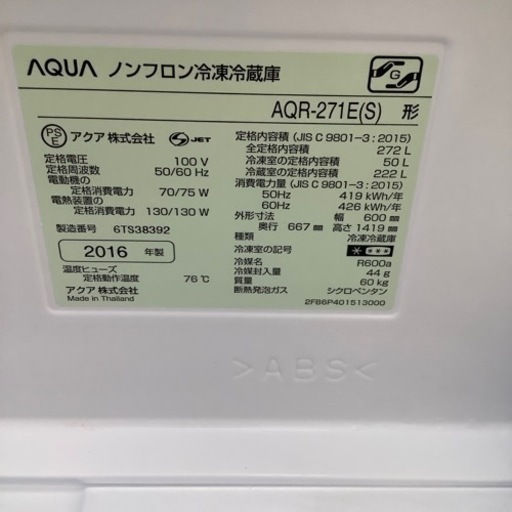 AQUA ノンフロン冷凍冷蔵庫
G
AQR-271E(S) 形
PS E アクア株式会社 S JET
定格電圧 100 V
定格周波数 50/60 Hz
電動機の
定格消費電力 70/75 W
電熱装置の
定格消費電力 130/130 W
製造番号 6TS38392
2016 年製
温度ヒューズ
定格動作温度 76℃
アクア株式会社
Made in Thailand
定格内容積 (JIS C 9801-3 : 2015)
全定格内容積 272 L
冷凍室の定格内容積 50 L
冷蔵室の定格内容積 222 L
消費電力量 (JIS C 9801-3 : 2015)
50Hz 419 kWh/年
60Hz 426 kWh/年
外形寸法 幅 600 mm
奥行 667 mm 高さ 1419 mm
種類 冷凍冷蔵庫
冷凍室の記号
冷媒名 R600a
冷媒封入量 44 g
質量 60 kg
断熱発泡ガス シクロペンタン
2FB6P401513000
>ABS<